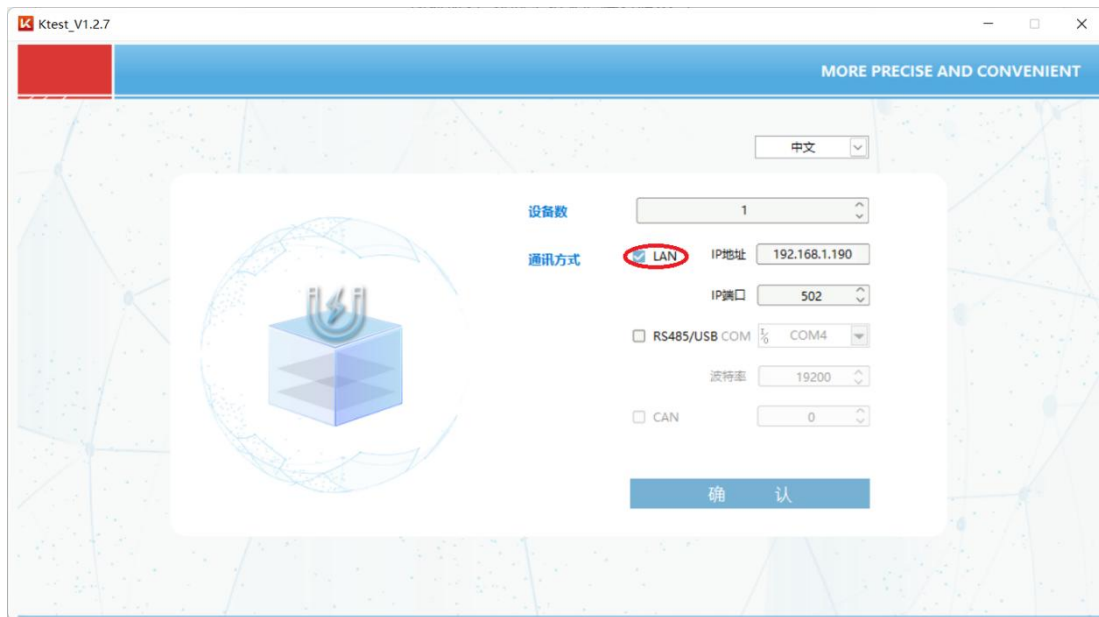 Ktest_V1.2.7
MORE PRECISE AND CONVENIENT
中文
设备数 1
通讯方式 LAN IP地址 192.168.1.190
IP端口 502
RS485/USB COM COM4
波特率 19200
CAN 0
确 认